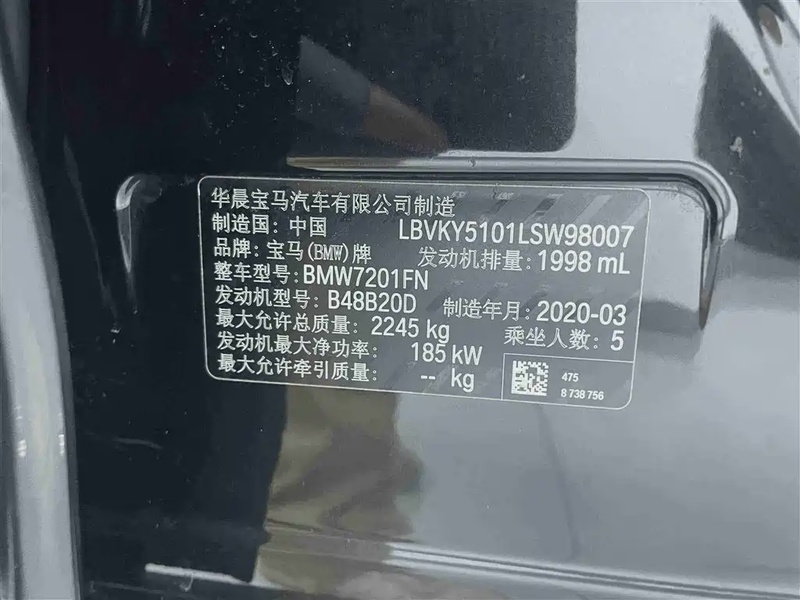 华晨宝马汽车有限公司制造
制造国: 中国 LBVKY5101LSW98007
品牌: 宝马(BMW)牌 发动机排量: 1998 mL
整车型号: BMW7201FN
发动机型号: B48B20D 制造年月: 2020-03
最大允许总质量: 2245 kg 乘坐人数: 5
发动机最大净功率: 185 kW
最大允许牵引质量: -- kg
475
8 738 756